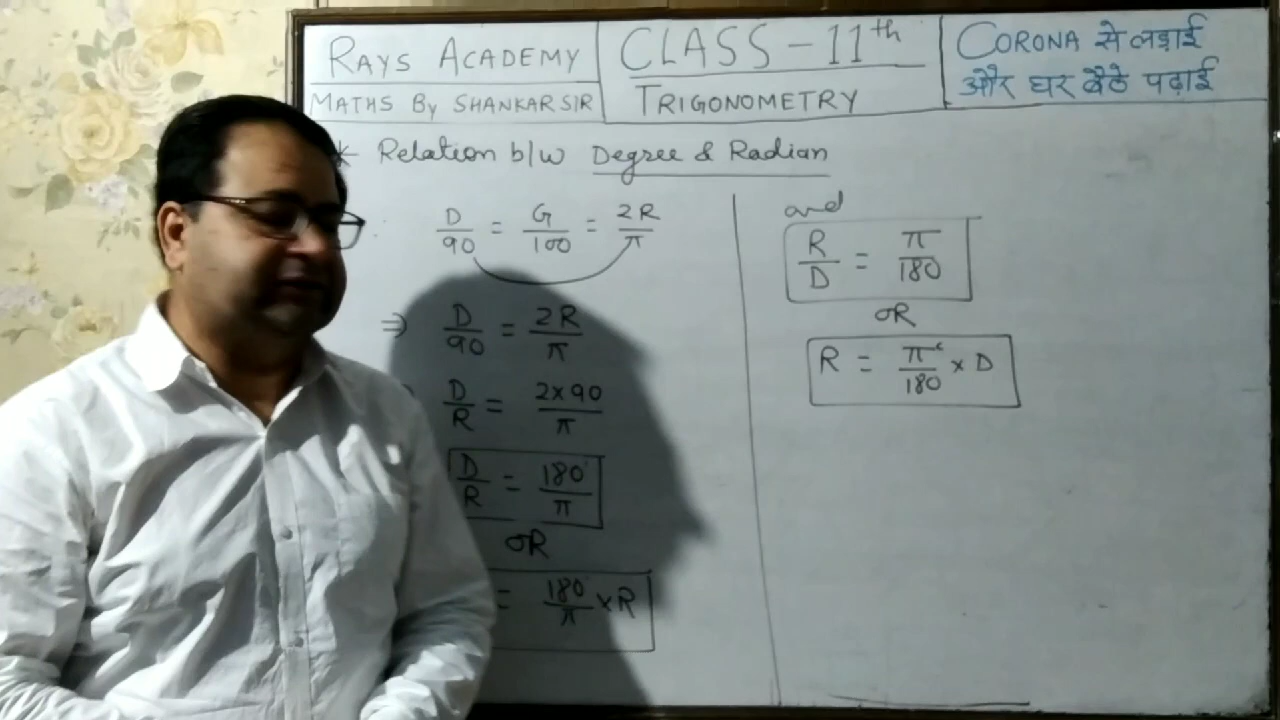 RAYS ACADEMY
MATHS BY SHANKAR SIR
CLASS - 11th
TRIGONOMETRY
CORONA से लड़ाई
और घर बैठे पढ़ाई
* Relation b/w Degree & Radian
D/90 = G/100 = 2R/π
⇒ D/90 = 2R/π
D/R = 2×90/π
D/R = 180°/π
OR
= 180°/π × R
and
R/D = π/180
OR
R = πᶜ/180 × D